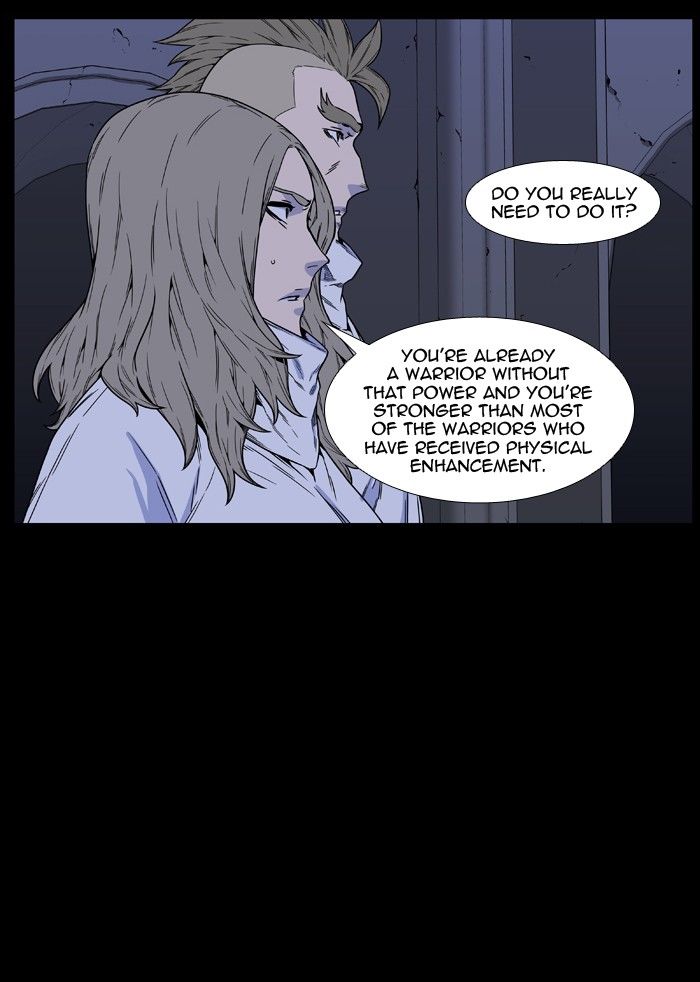 DO YOU REALLY
NEED TO DO IT?
YOU'RE ALREADY
A WARRIOR WITHOUT
THAT POWER AND YOU'RE
STRONGER THAN MOST
OF THE WARRIORS WHO
HAVE RECEIVED PHYSICAL
ENHANCEMENT.